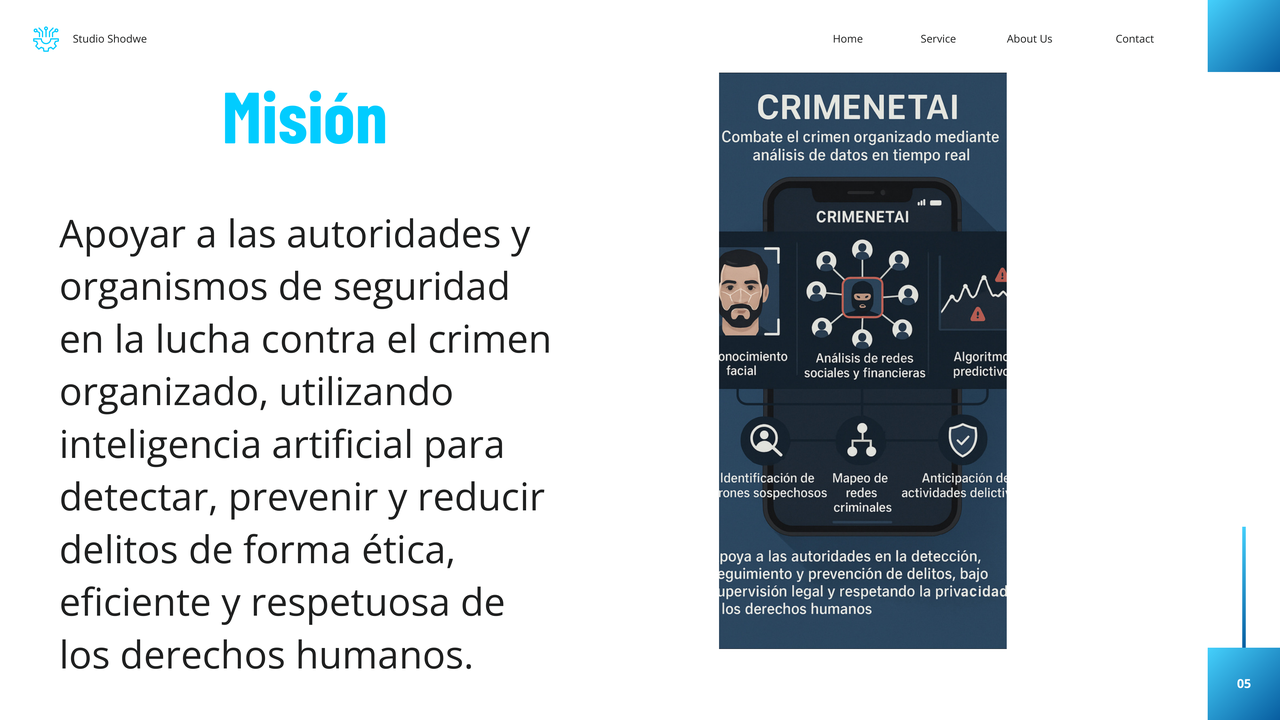 Studio Shodwe
Home
Service
About Us
Contact
Misión
Apoyar a las autoridades y
organismos de seguridad
en la lucha contra el crimen
organizado, utilizando
inteligencia artificial para
detectar, prevenir y reducir
delitos de forma ética,
eficiente y respetuosa de
los derechos humanos.
CRIMENETAI
Combate el crimen organizado mediante
análisis de datos en tiempo real
CRIMENETAI
onocimiento
facial
Análisis de redes
sociales y financieras
Algoritmo
predictivo
Identificación de
rones sospechosos
Mapeo de
redes
criminales
Anticipación de
actividades delictiv
poya a las autoridades en la detección,
eguimiento y prevención de delitos, bajo
upervisión legal y respetando la privacidad
los derechos humanos
05